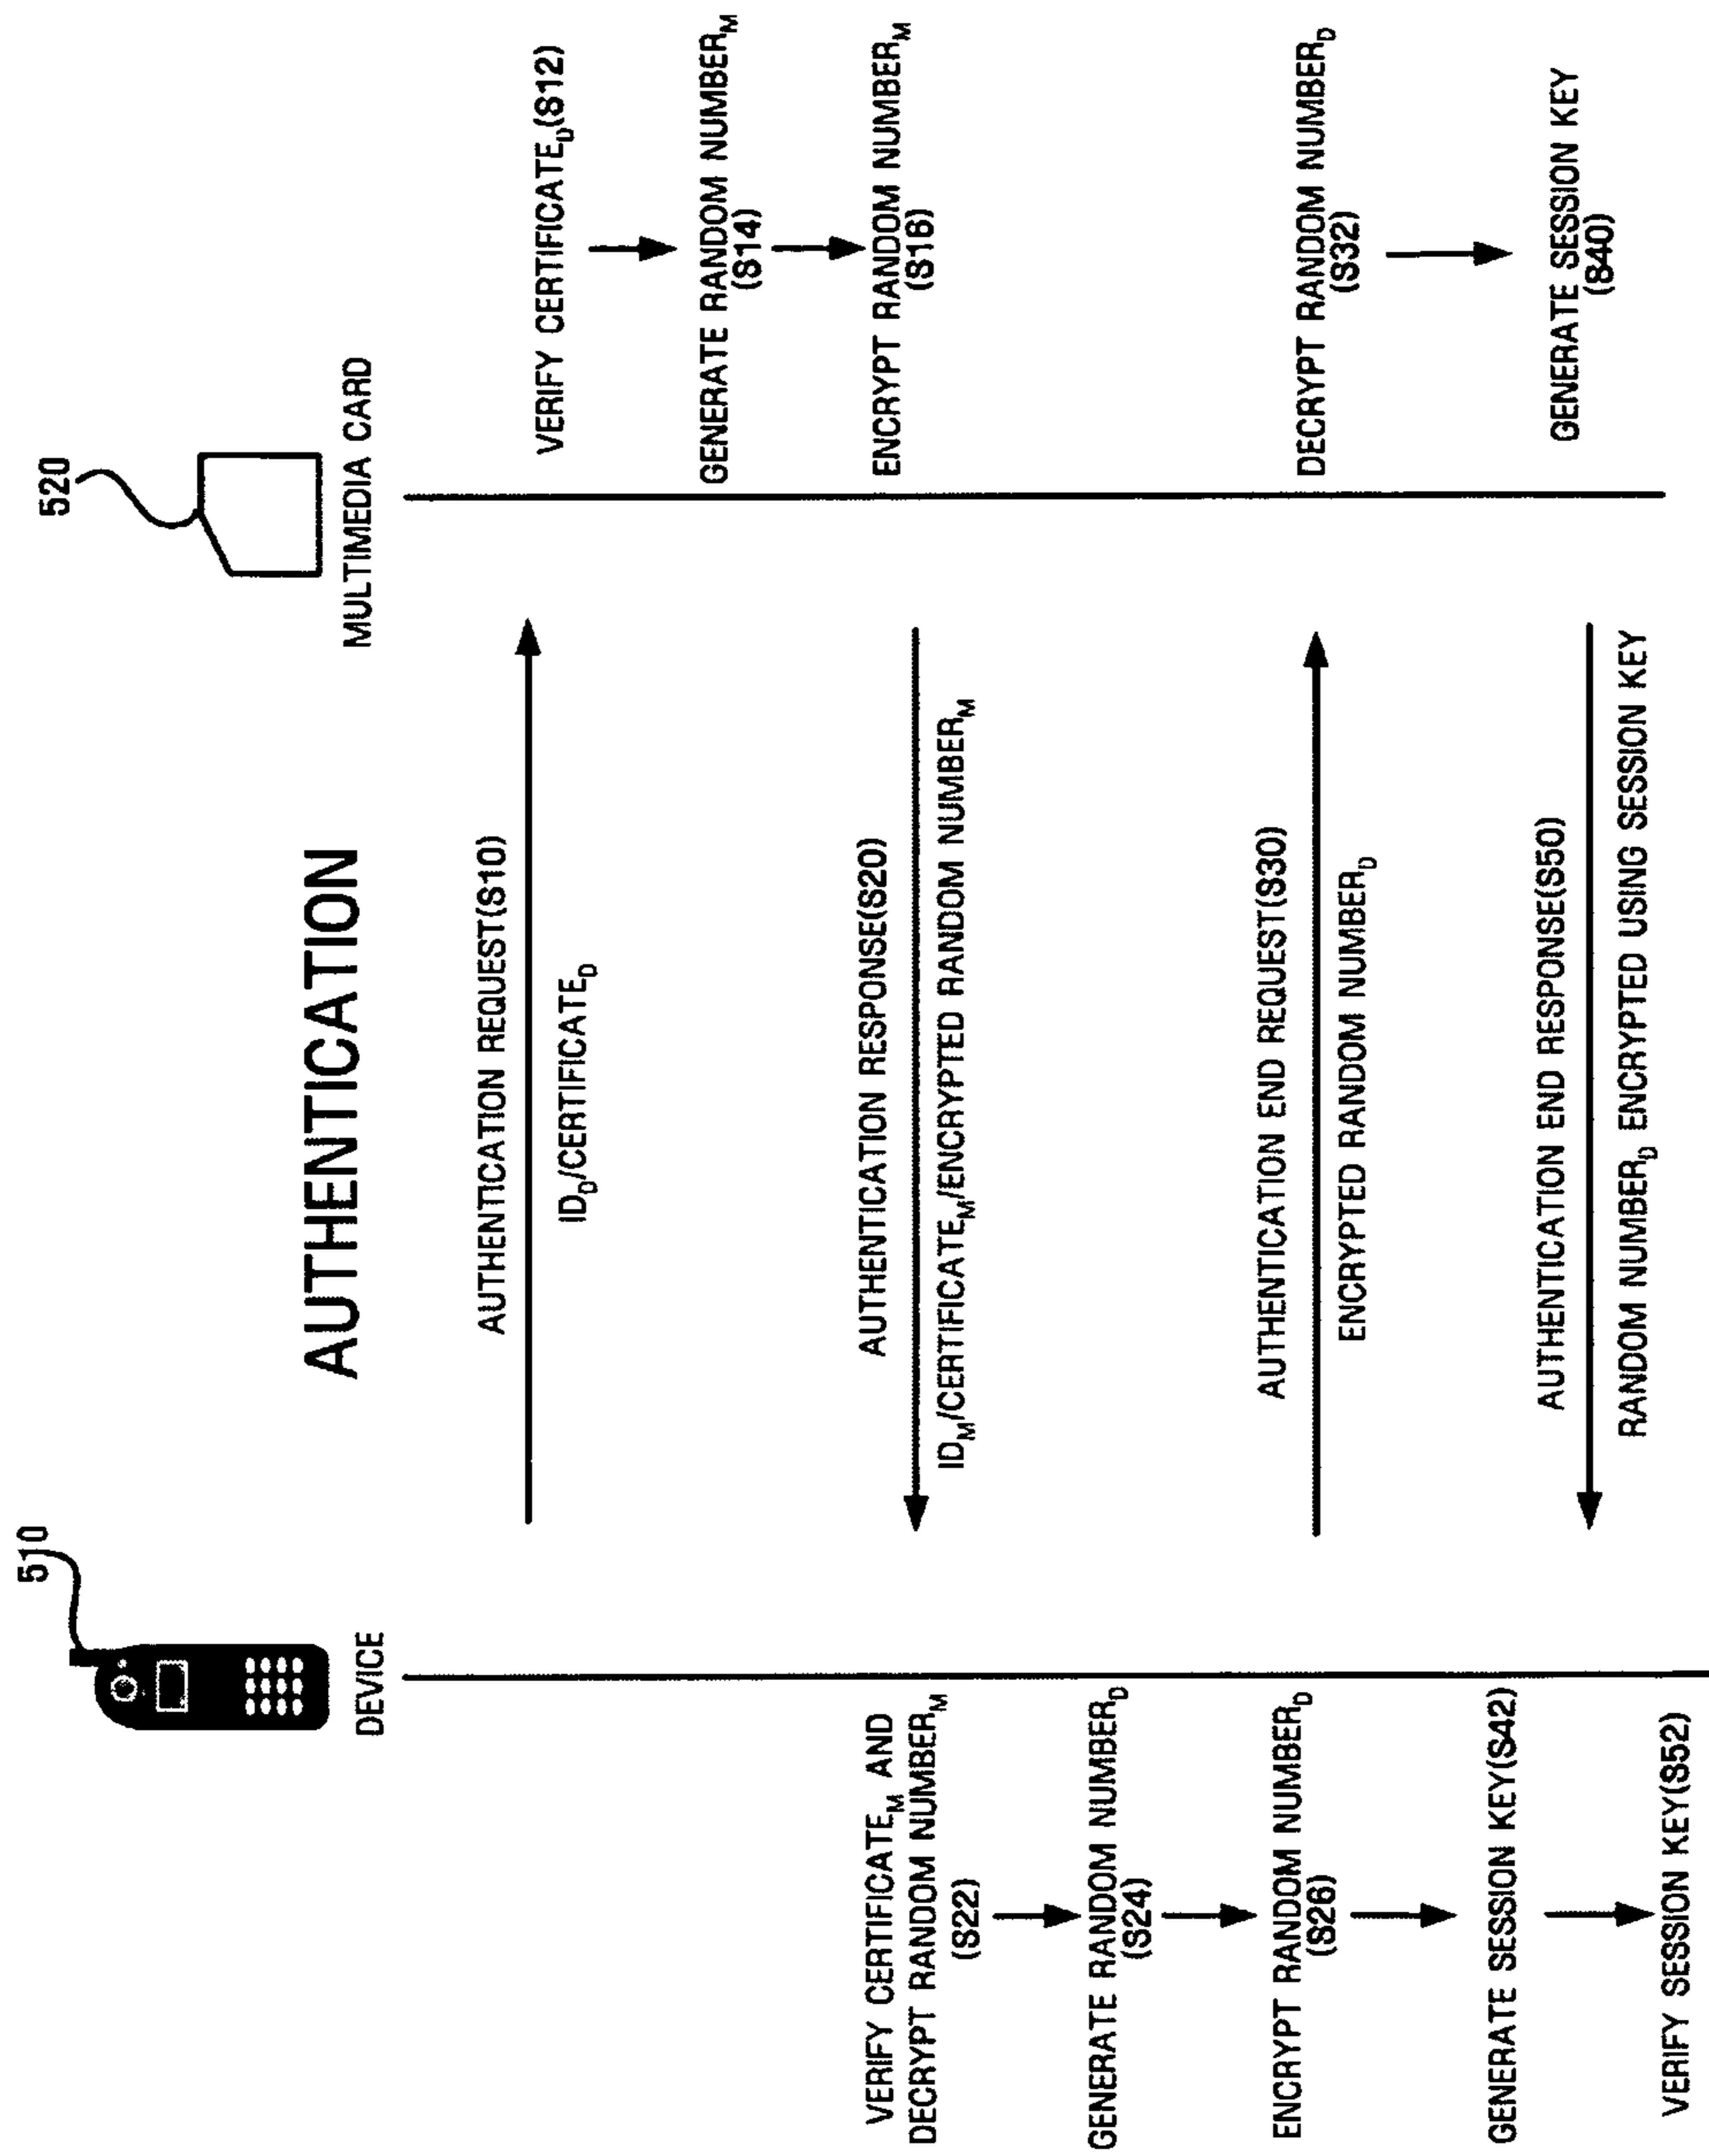 AUTHENTICATION
510
DEVICE
520
MULTIMEDIA CARD
AUTHENTICATION REQUEST(S10)
ID_D/CERTIFICATE_D
VERIFY CERTIFICATE_D(S12)
GENERATE RANDOM NUMBER_M
(S14)
ENCRYPT RANDOM NUMBER_M
(S16)
AUTHENTICATION RESPONSE(S20)
ID_M/CERTIFICATE_M/ENCRYPTED RANDOM NUMBER_M
VERIFY CERTIFICATE_M AND
DECRYPT RANDOM NUMBER_M
(S22)
GENERATE RANDOM NUMBER_D
(S24)
ENCRYPT RANDOM NUMBER_D
(S26)
AUTHENTICATION END REQUEST(S30)
ENCRYPTED RANDOM NUMBER_D
DECRYPT RANDOM NUMBER_D
(S32)
GENERATE SESSION KEY(S42)
GENERATE SESSION KEY
(S40)
AUTHENTICATION END RESPONSE(S50)
RANDOM NUMBER_D ENCRYPTED USING SESSION KEY
VERIFY SESSION KEY(S52)